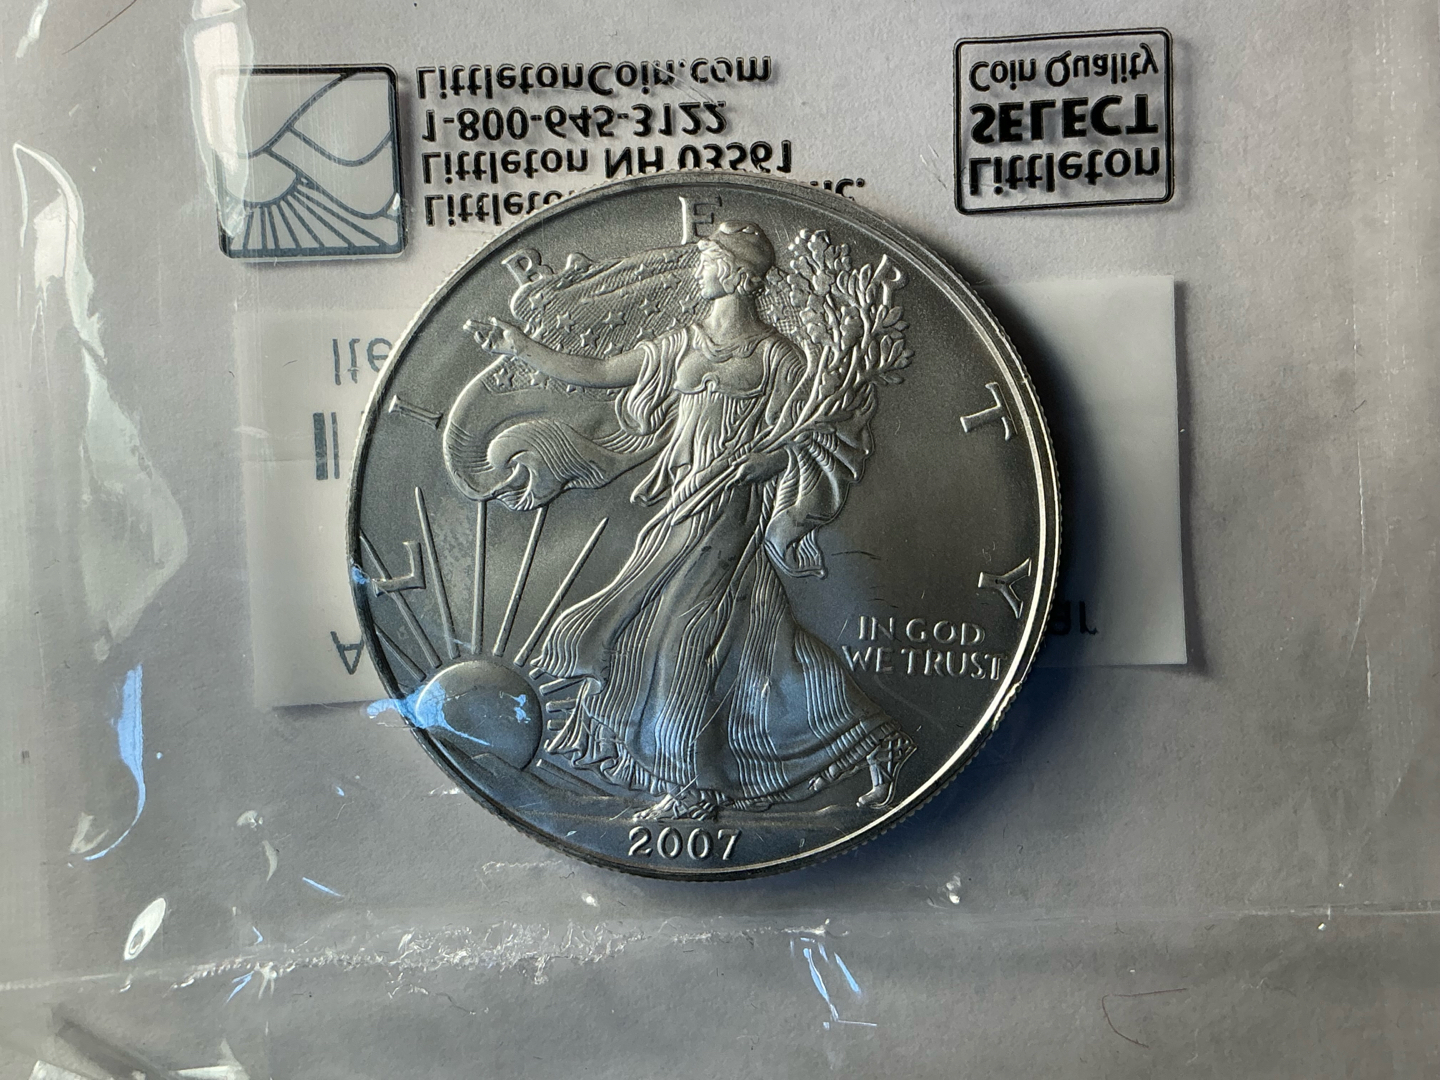 LittletonCoin.com
1-800-645-3122
Littleton NH 03561
Coin Quality
SELECT
Littleton
LIBERTY
IN GOD
WE TRUST
2007